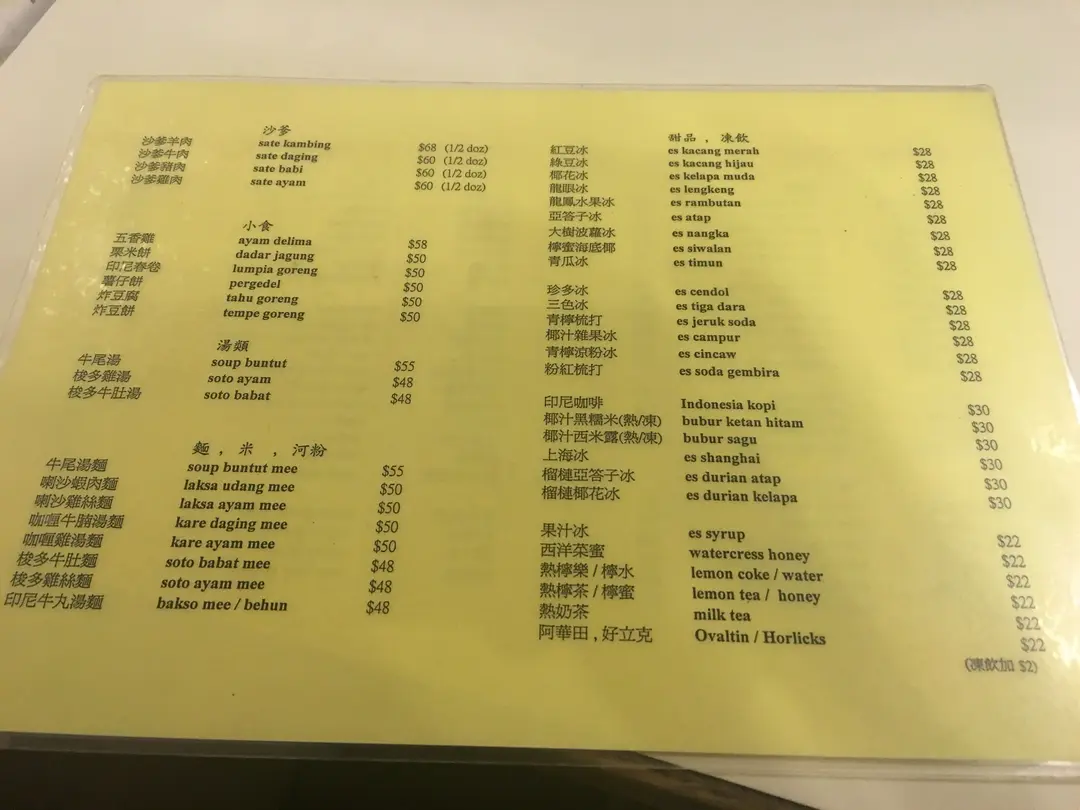 沙爹
沙爹羊肉 sate kambing $68 (1/2 doz)
沙爹牛肉 sate daging $60 (1/2 doz)
沙爹豬肉 sate babi $60 (1/2 doz)
沙爹雞肉 sate ayam $60 (1/2 doz)
小食
五香雞 ayam delima $58
粟米餅 dadar jagung $50
印尼春卷 lumpia goreng $50
薯仔餅 pergedel $50
炸豆腐 tahu goreng $50
炸豆餅 tempe goreng $50
湯類
牛尾湯 soup buntut $55
梭多雞湯 soto ayam $48
梭多牛肚湯 soto babat $48
麵 , 米 , 河粉
牛尾湯麵 soup buntut mee $55
喇沙蝦肉麵 laksa udang mee $50
喇沙雞絲麵 laksa ayam mee $50
咖喱牛腩湯麵 kare daging mee $50
咖喱雞湯麵 kare ayam mee $50
梭多牛肚麵 soto babat mee $48
梭多雞絲麵 soto ayam mee $48
印尼牛丸湯麵 bakso mee / behun $48
甜品 , 凍飲
紅豆冰 es kacang merah $28
綠豆冰 es kacang hijau $28
椰花冰 es kelapa muda $28
龍眼冰 es lengkeng $28
龍鳳水果冰 es rambutan $28
亞答子冰 es atap $28
大樹波蘿冰 es nangka $28
檸蜜海底椰 es siwalan $28
青瓜冰 es timun $28
珍多冰 es cendol $28
三色冰 es tiga dara $28
青檸梳打 es jeruk soda $28
椰汁雜果冰 es campur $28
青檸涼粉冰 es cincaw $28
粉紅梳打 es soda gembira $28
印尼咖啡 Indonesia kopi $30
椰汁黑糯米(熱/凍) bubur ketan hitam $30
椰汁西米露(熱/凍) bubur sagu $30
上海冰 es shanghai $30
榴槤亞答子冰 es durian atap $30
榴槤椰花冰 es durian kelapa $30
果汁冰 es syrup $22
西洋菜蜜 watercress honey $22
熱檸樂 / 檸水 lemon coke / water $22
熱檸茶 / 檸蜜 lemon tea / honey $22
熱奶茶 milk tea $22
阿華田 , 好立克 Ovaltin / Horlicks $22
(凍飲加 $2)